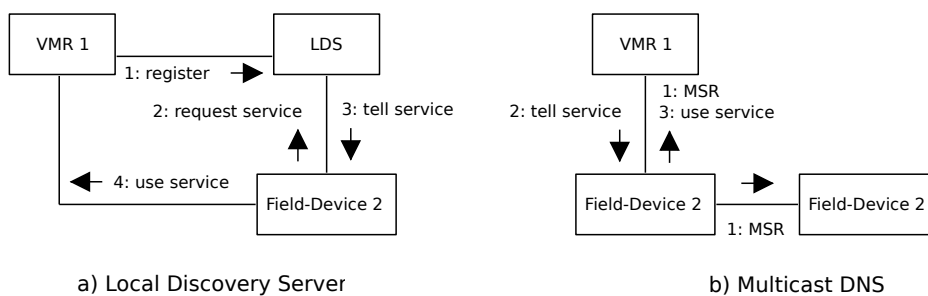 VMR 1
LDS
1: register
2: request service
3: tell service
4: use service
Field-Device 2
a) Local Discovery Server
VMR 1
1: MSR
2: tell service
3: use service
Field-Device 2
Field-Device 2
1: MSR
b) Multicast DNS